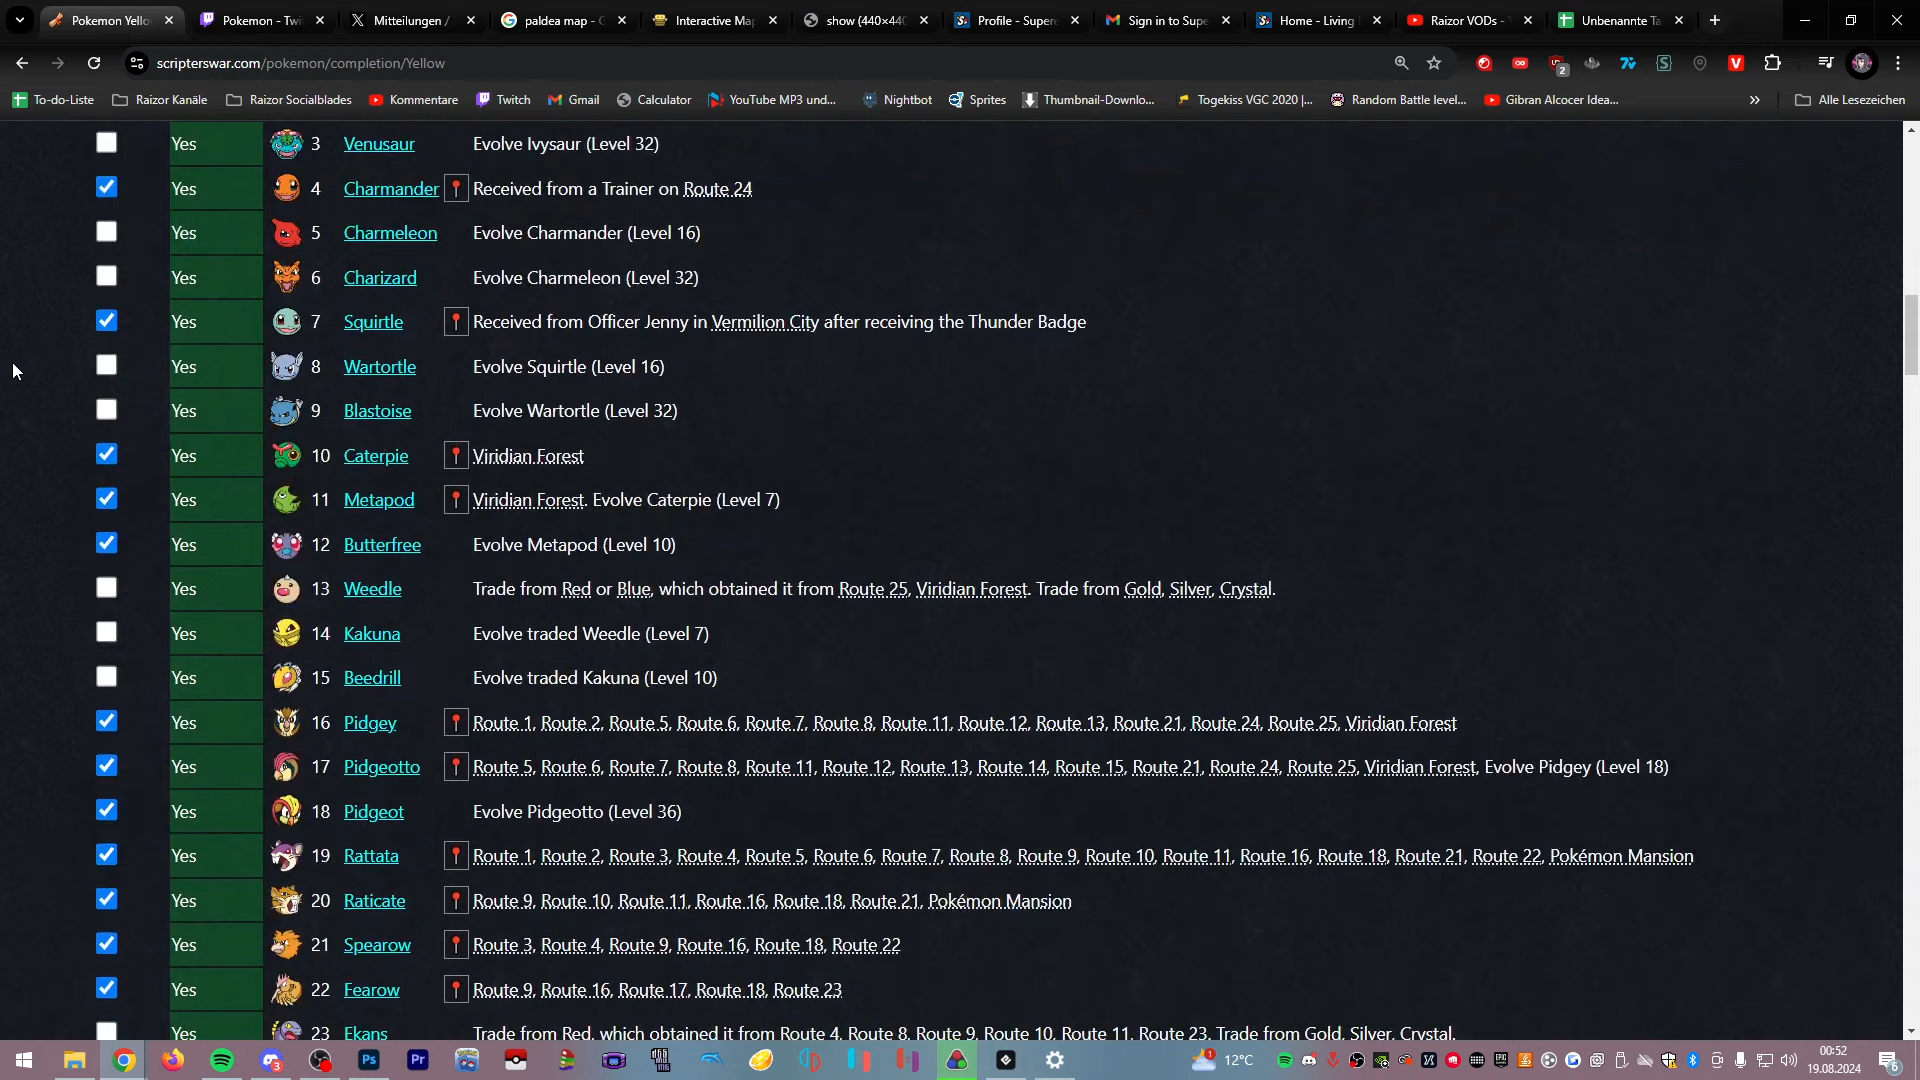 Pokemon Yello
Pokemon - Twi
Mitteilungen /
paldea map - G
Interactive Map
show (440×440
Profile - Supere
Sign in to Supe
Home - Living
Raizor VODs -
Unbenannte Ta
scripterswar.com/pokemon/completion/Yellow
2
To-do-Liste
Raizor Kanäle
Raizor Socialblades
Kommentare
Twitch
Gmail
Calculator
YouTube MP3 und...
Nightbot
Sprites
Thumbnail-Downlo...
Togekiss VGC 2020 |...
Random Battle level...
Gibran Alcocer Idea...
Alle Lesezeichen
Yes 3 Venusaur Evolve Ivysaur (Level 32)
Yes 4 Charmander Received from a Trainer on Route 24
Yes 5 Charmeleon Evolve Charmander (Level 16)
Yes 6 Charizard Evolve Charmeleon (Level 32)
Yes 7 Squirtle Received from Officer Jenny in Vermilion City after receiving the Thunder Badge
Yes 8 Wartortle Evolve Squirtle (Level 16)
Yes 9 Blastoise Evolve Wartortle (Level 32)
Yes 10 Caterpie Viridian Forest
Yes 11 Metapod Viridian Forest. Evolve Caterpie (Level 7)
Yes 12 Butterfree Evolve Metapod (Level 10)
Yes 13 Weedle Trade from Red or Blue, which obtained it from Route 25, Viridian Forest. Trade from Gold, Silver, Crystal.
Yes 14 Kakuna Evolve traded Weedle (Level 7)
Yes 15 Beedrill Evolve traded Kakuna (Level 10)
Yes 16 Pidgey Route 1, Route 2, Route 5, Route 6, Route 7, Route 8, Route 11, Route 12, Route 13, Route 21, Route 24, Route 25, Viridian Forest
Yes 17 Pidgeotto Route 5, Route 6, Route 7, Route 8, Route 11, Route 12, Route 13, Route 14, Route 15, Route 21, Route 24, Route 25, Viridian Forest, Evolve Pidgey (Level 18)
Yes 18 Pidgeot Evolve Pidgeotto (Level 36)
Yes 19 Rattata Route 1, Route 2, Route 3, Route 4, Route 5, Route 6, Route 7, Route 8, Route 9, Route 10, Route 11, Route 16, Route 18, Route 21, Route 22, Pokémon Mansion
Yes 20 Raticate Route 9, Route 10, Route 11, Route 16, Route 18, Route 21, Pokémon Mansion
Yes 21 Spearow Route 3, Route 4, Route 9, Route 16, Route 18, Route 22
Yes 22 Fearow Route 9, Route 16, Route 17, Route 18, Route 23
Yes 23 Ekans Trade from Red, which obtained it from Route 4, Route 8, Route 9, Route 10, Route 11, Route 23. Trade from Gold, Silver, Crystal.
Ps
Pr
3
1
12°C
00:52
19.08.2024
6